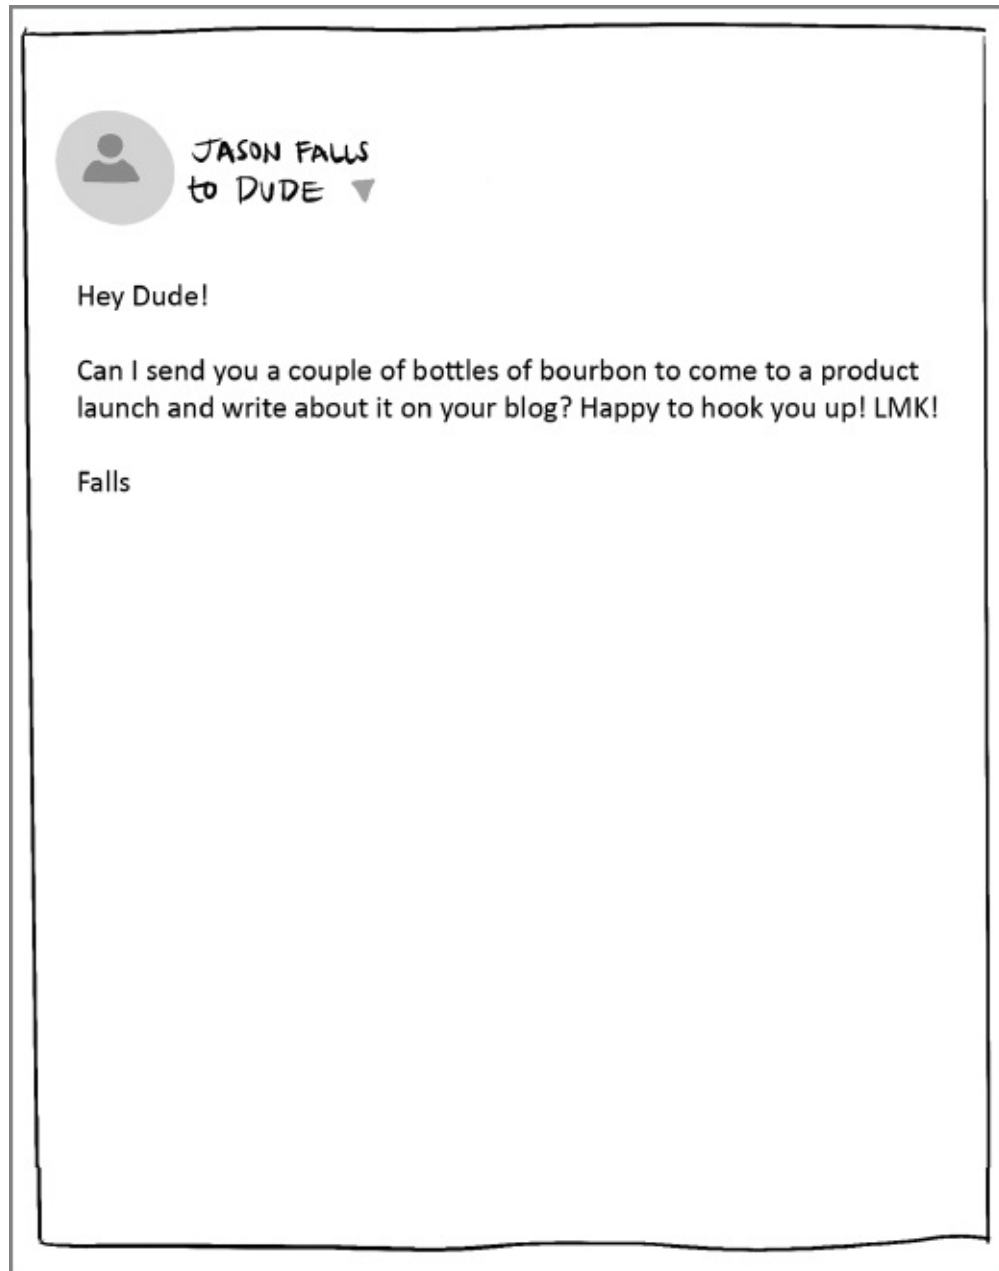 JASON FALLS
to DUDE
Hey Dude!
Can I send you a couple of bottles of bourbon to come to a product
launch and write about it on your blog? Happy to hook you up! LMK!
Falls